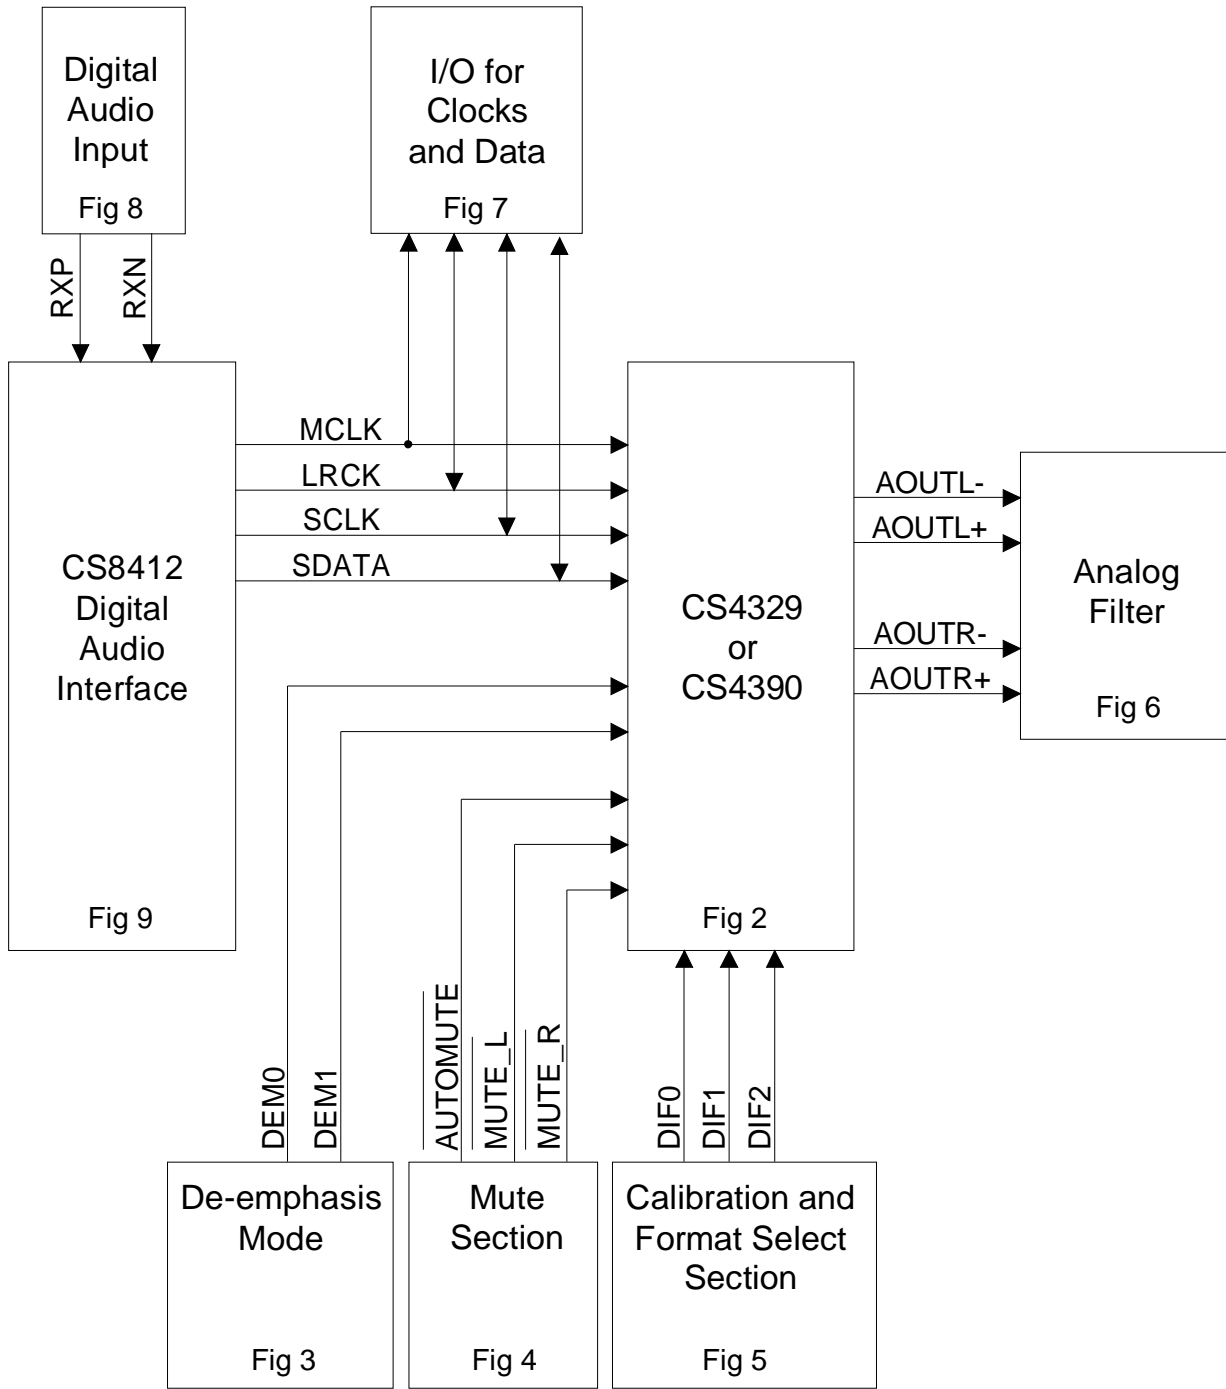 Digital
Audio
Input
Fig 8
I/O for
Clocks
and Data
Fig 7
RXP
RXN
MCLK
LRCK
SCLK
SDATA
CS8412
Digital
Audio
Interface
Fig 9
CS4329
or
CS4390
Fig 2
AOUTL-
AOUTL+
AOUTR-
AOUTR+
Analog
Filter
Fig 6
DEM0
DEM1
AUTOMUTE
MUTE_L
MUTE_R
DIF0
DIF1
DIF2
De-emphasis
Mode
Fig 3
Mute
Section
Fig 4
Calibration and
Format Select
Section
Fig 5